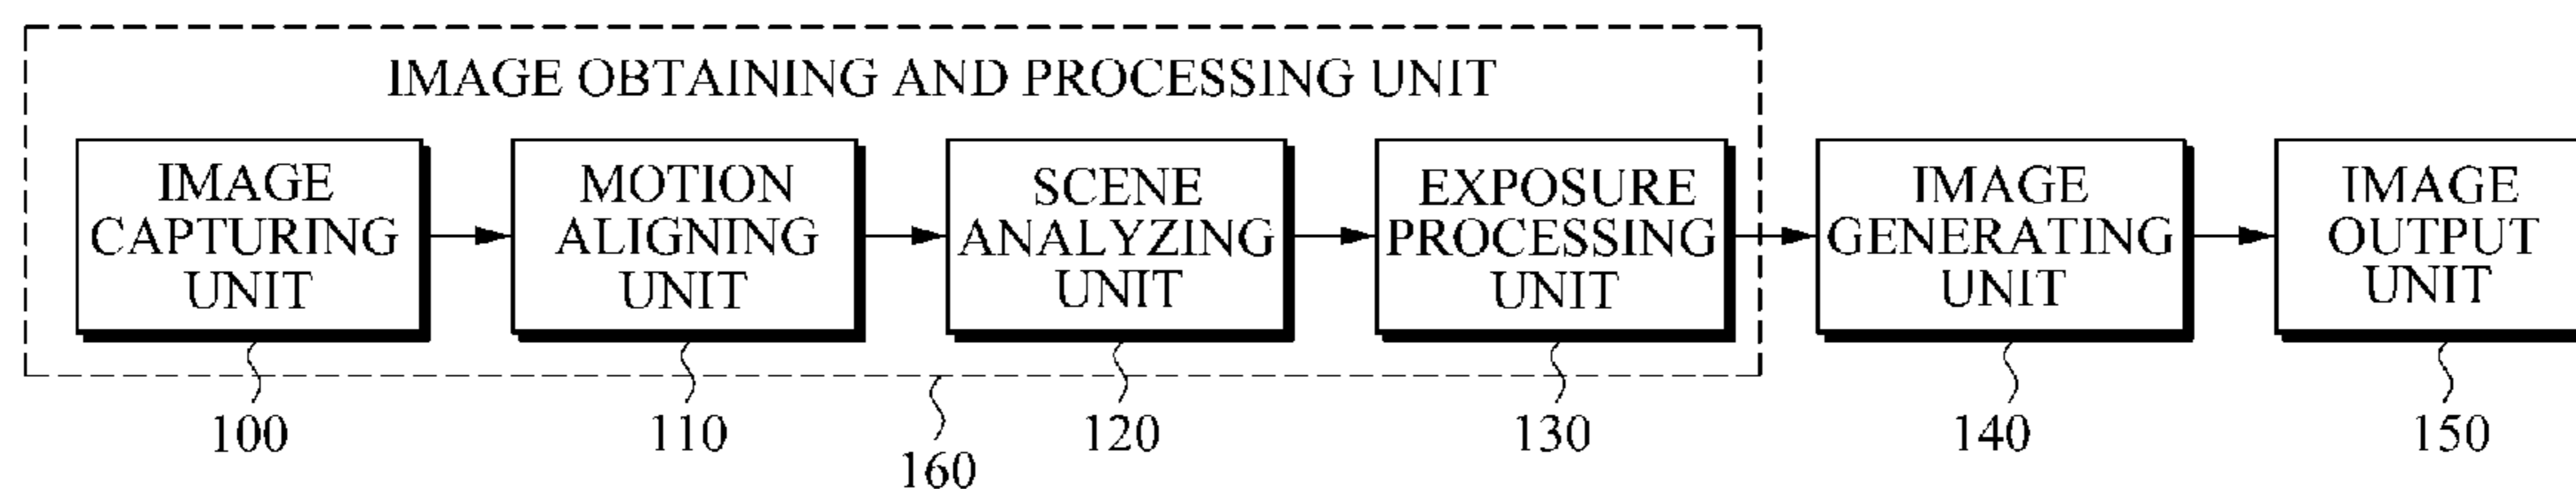 IMAGE OBTAINING AND PROCESSING UNIT
IMAGE
CAPTURING
UNIT
MOTION
ALIGNING
UNIT
SCENE
ANALYZING
UNIT
EXPOSURE
PROCESSING
UNIT
IMAGE
GENERATING
UNIT
IMAGE
OUTPUT
UNIT
100
110
120
130
140
150
160